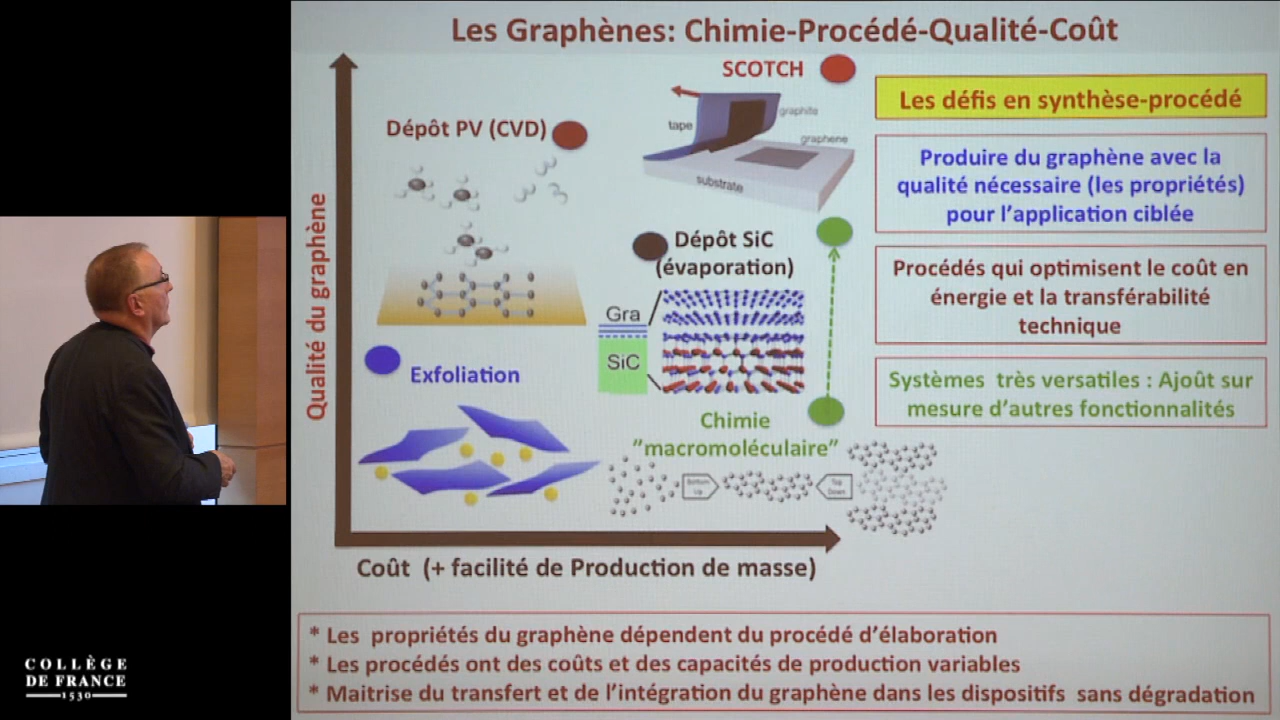 Les Graphènes: Chimie-Procédé-Qualité-Coût
SCOTCH
Dépôt PV (CVD)
tape
graphite
graphene
substrate
Qualité du graphène
Dépôt SiC
(évaporation)
Gra
SiC
Exfoliation
Chimie
”macromoléculaire”
Bottom
Up
Top
Down
Coût (+ facilité de Production de masse)
Les défis en synthèse-procédé
Produire du graphène avec la
qualité nécessaire (les propriétés)
pour l’application ciblée
Procédés qui optimisent le coût en
énergie et la transférabilité
technique
Systèmes très versatiles : Ajoût sur
mesure d’autres fonctionnalités
* Les propriétés du graphène dépendent du procédé d’élaboration
* Les procédés ont des coûts et des capacités de production variables
* Maitrise du transfert et de l’intégration du graphène dans les dispositifs sans dégradation
COLLÈGE
DE FRANCE
1530